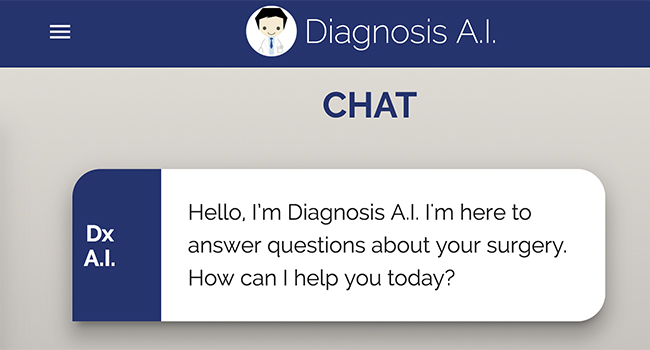 Diagnosis A.I.
CHAT
Dx
A.I.
Hello, I'm Diagnosis A.I. I'm here to
answer questions about your surgery.
How can I help you today?